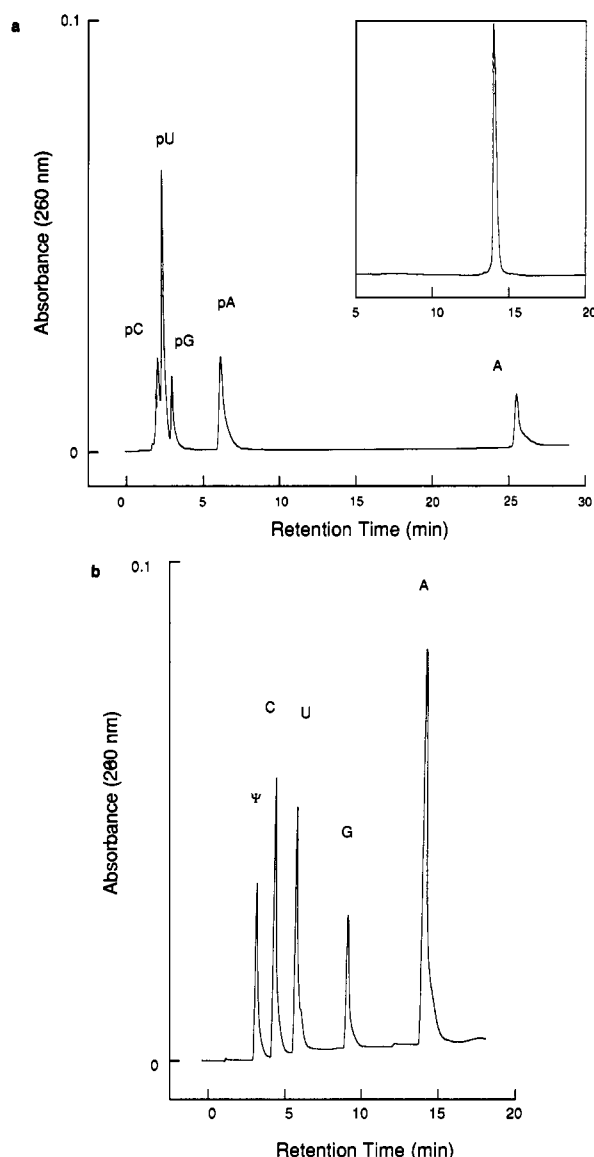 a
0.1
Absorbance (260 nm)
0
pC
pU
pG
pA
A
0 5 10 15 20 25 30
Retention Time (min)
5 10 15 20
b
0.1
Absorbance (260 nm)
0
Ψ
C
U
G
A
0 5 10 15 20
Retention Time (min)